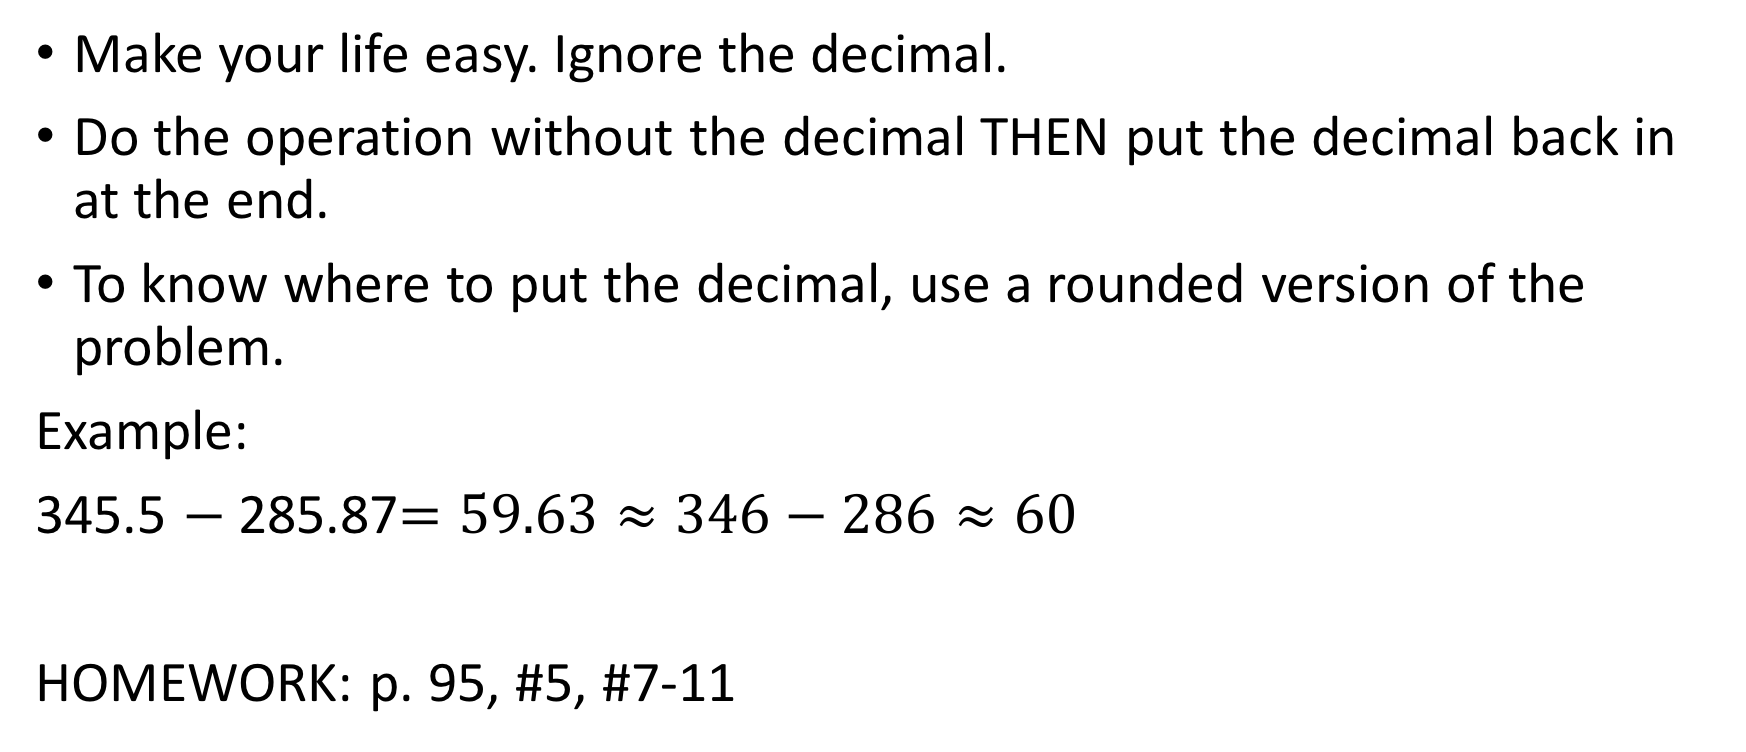 • Make your life easy. Ignore the decimal.
• Do the operation without the decimal THEN put the decimal back in
at the end.
• To know where to put the decimal, use a rounded version of the
problem.
Example:
345.5 − 285.87= 59.63 ≈ 346 − 286 ≈ 60
HOMEWORK: p. 95, #5, #7-11